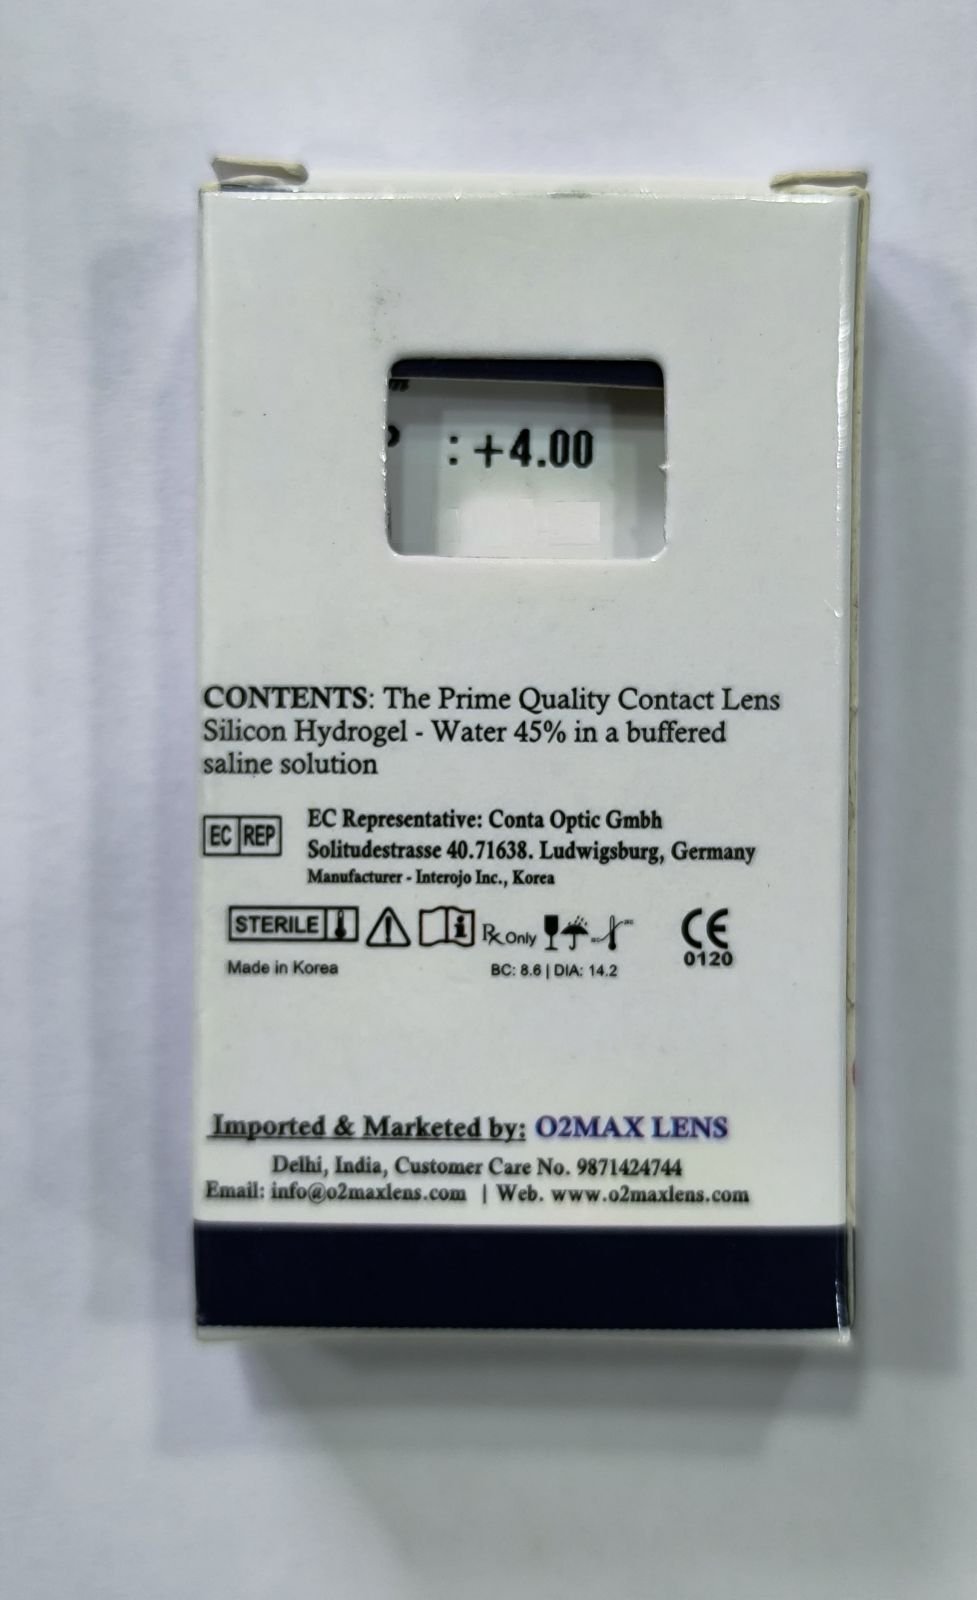 : +4.00
CONTENTS: The Prime Quality Contact Lens
Silicon Hydrogel - Water 45% in a buffered
saline solution
EC REP
EC Representative: Conta Optic Gmbh
Solitudestrasse 40.71638. Ludwigsburg, Germany
Manufacturer - Interojo Inc., Korea
STERILE
Rx Only
CE
0120
Made in Korea
BC: 8.6 | DIA: 14.2
Imported & Marketed by: O2MAX LENS
Delhi, India, Customer Care No. 9871424744
Email: info@o2maxlens.com | Web. www.o2maxlens.com